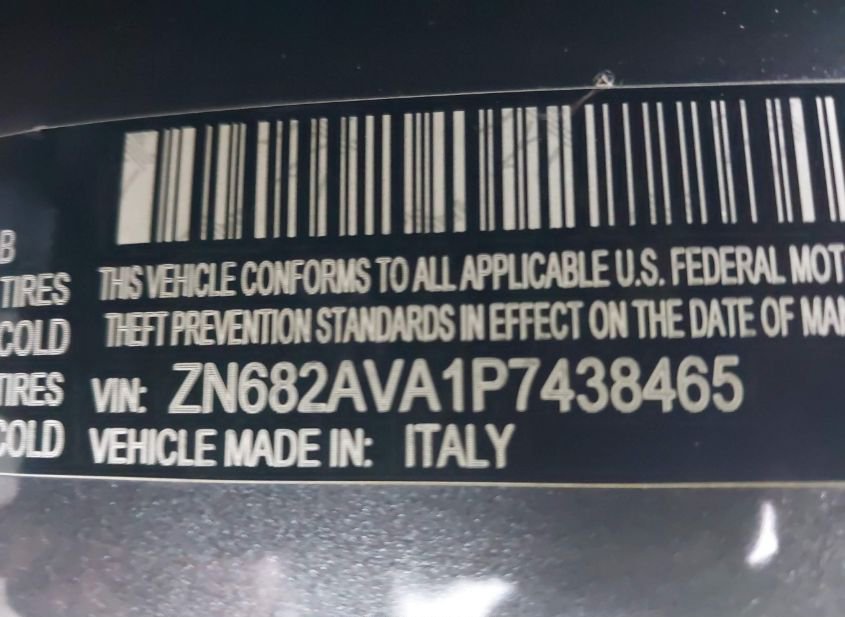 B
TIRES
COLD
TIRES
COLD
THIS VEHICLE CONFORMS TO ALL APPLICABLE U.S. FEDERAL MOT
THEFT PREVENTION STANDARDS IN EFFECT ON THE DATE OF MAN
VIN: ZN682AVA1P7438465
VEHICLE MADE IN: ITALY